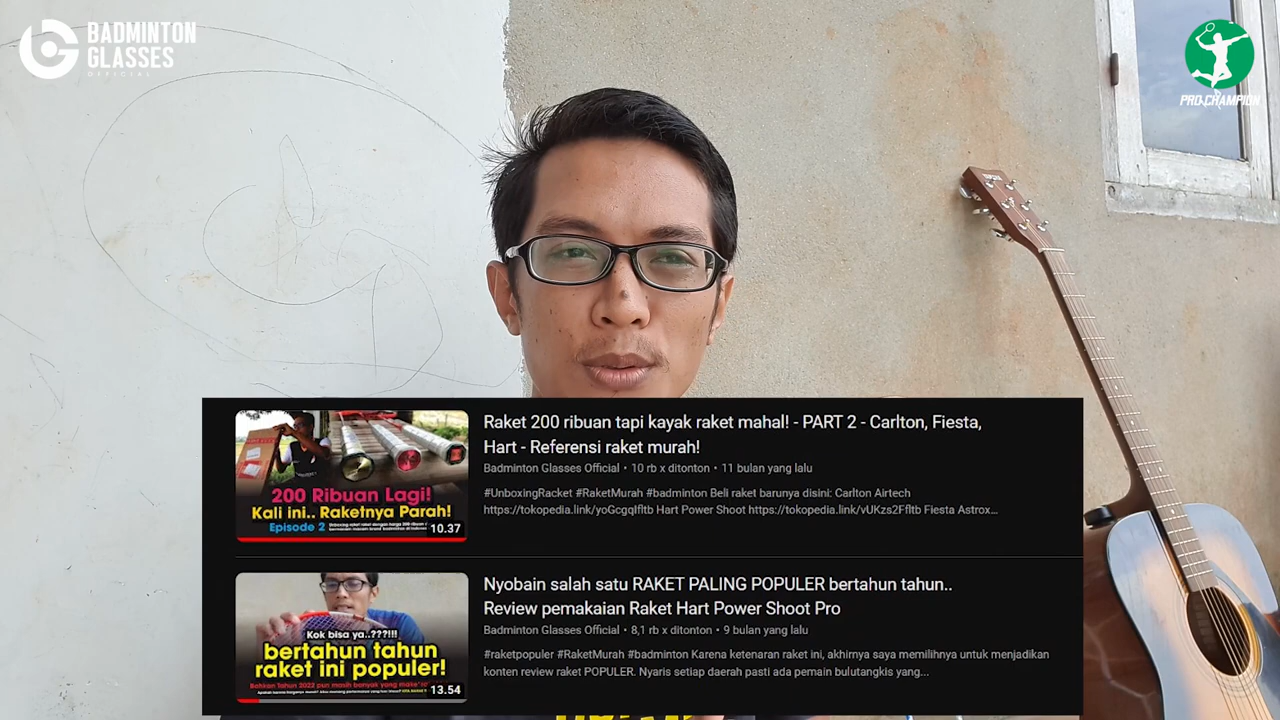 BADMINTON
GLASSES
OFFICIAL
PRO CHAMPION
Raket 200 ribuan tapi kayak raket mahal! - PART 2 - Carlton, Fiesta,
Hart - Referensi raket murah!
Badminton Glasses Official • 10 rb x ditonton • 11 bulan yang lalu
#UnboxingRacket #RaketMurah #badminton Beli raket barunya disini: Carlton Airtech
https://tokopedia.link/yoGcgqIfltb Hart Power Shoot https://tokopedia.link/vUKzs2Ffltb Fiesta Astrox...
200 Ribuan Lagi!
Kali ini.. Raketnya Parah!
Episode 2
10.37
Nyobain salah satu RAKET PALING POPULER bertahun tahun..
Review pemakaian Raket Hart Power Shoot Pro
Badminton Glasses Official • 8,1 rb x ditonton • 9 bulan yang lalu
#raketpopuler #RaketMurah #badminton Karena ketenaran raket ini, akhirnya saya memilihnya untuk menjadikan
konten review raket POPULER. Nyaris setiap daerah pasti ada pemain bulutangkis yang...
Kok bisa ya..???!!!
bertahun tahun
raket ini populer!
13.54